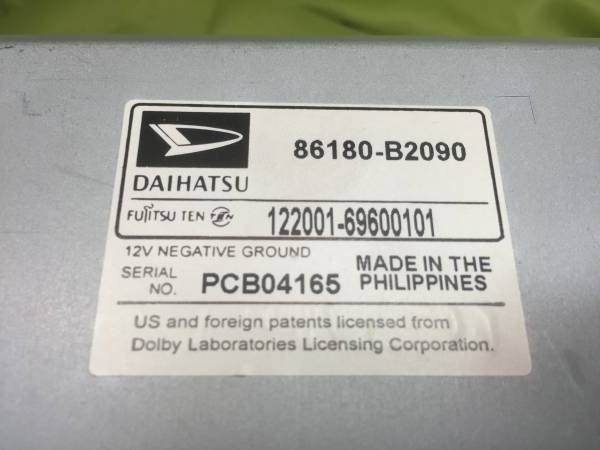 86180-B2090
DAIHATSU
FUJITSU TEN TEN 122001-69600101
12V NEGATIVE GROUND
SERIAL NO. PCB04165
MADE IN THE PHILIPPINES
US and foreign patents licensed from
Dolby Laboratories Licensing Corporation.